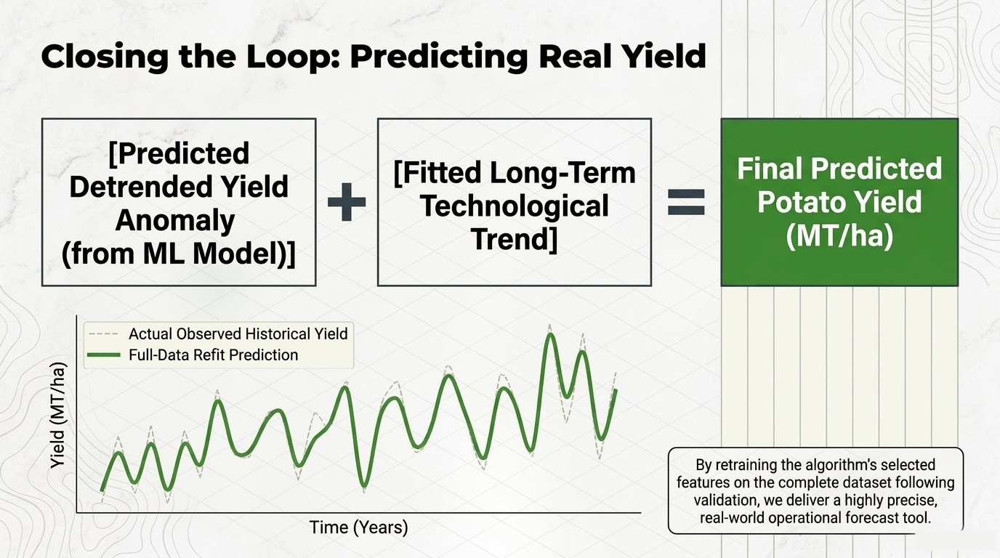 Closing the Loop: Predicting Real Yield
[Predicted
Detrended Yield
Anomaly
(from ML Model)]
+
[Fitted Long-Term
Technological
Trend]
=
Final Predicted
Potato Yield
(MT/ha)
Actual Observed Historical Yield
Full-Data Refit Prediction
Yield (MT/ha)
Time (Years)
By retraining the algorithm's selected
features on the complete dataset following
validation, we deliver a highly precise,
real-world operational forecast tool.